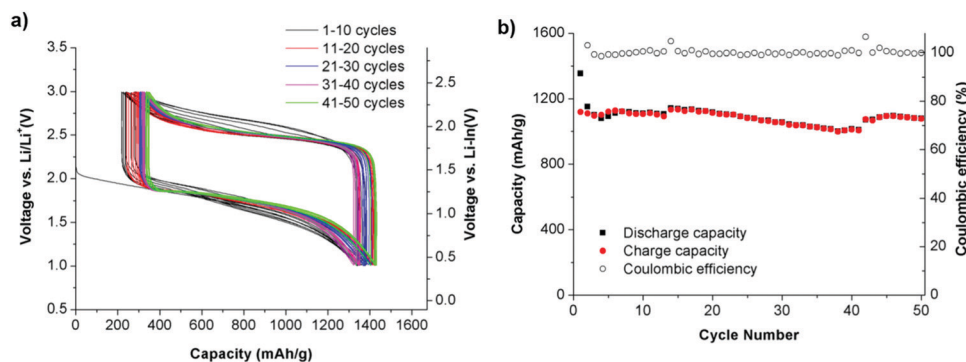 a)
1-10 cycles
11-20 cycles
21-30 cycles
31-40 cycles
41-50 cycles
Voltage vs. Li/Li⁺(V)
3.5
3.0
2.5
2.0
1.5
1.0
0.5
Voltage vs. Li-In(V)
2.5
2.0
1.5
1.0
0.5
0.0
0 200 400 600 800 1000 1200 1400 1600
Capacity (mAh/g)
b)
Capacity (mAh/g)
1600
1200
800
400
0
Discharge capacity
Charge capacity
Coulombic efficiency
Coulombic efficiency (%)
100
80
60
40
20
0
0 10 20 30 40 50
Cycle Number